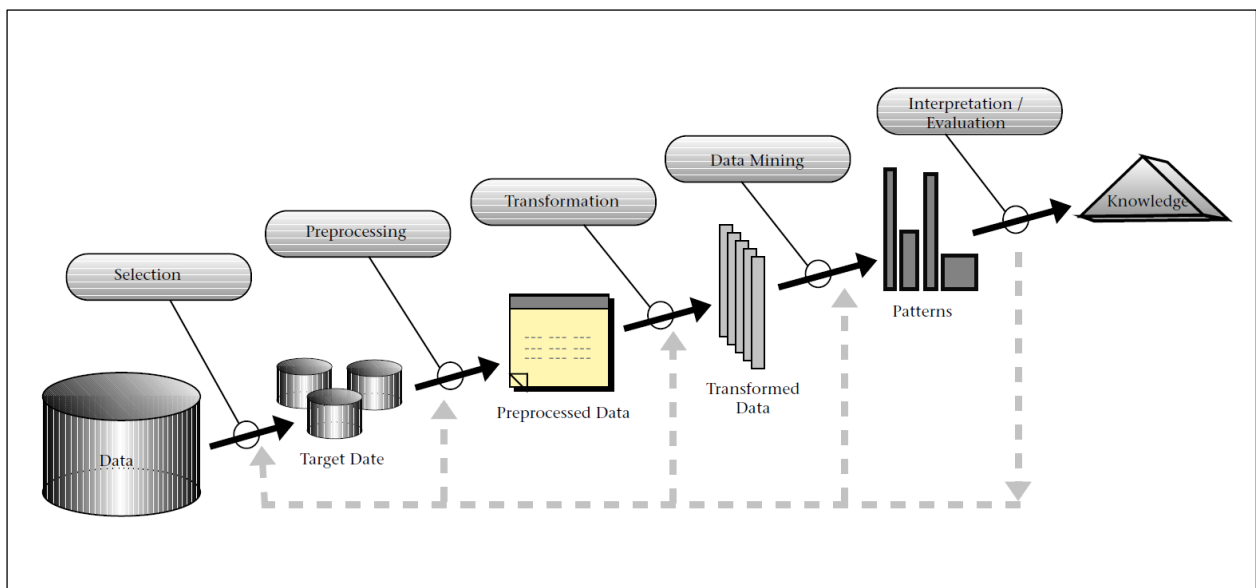 Interpretation /
Evaluation
Data Mining
Transformation
Preprocessing
Selection
Knowledge
Patterns
Transformed
Data
Preprocessed Data
Target Date
Data